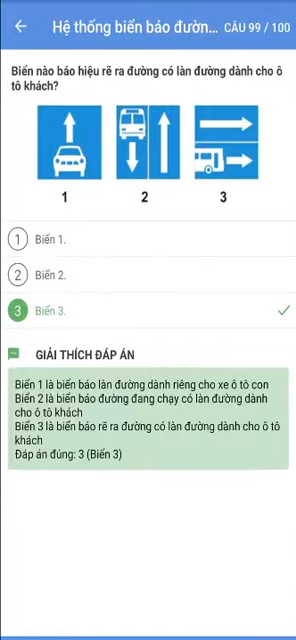 Hệ thống biển báo đườn... CÂU 99 / 100
Biển nào báo hiệu rẽ ra đường có làn đường dành cho ô
tô khách?
1 2 3
1 Biển 1.
2 Biển 2.
3 Biển 3.
GIẢI THÍCH ĐÁP ÁN
Biển 1 là biển báo làn đường dành riêng cho xe ô tô con
Biển 2 là biển báo đường đang chạy có làn đường dành
cho ô tô khách
Biển 3 là biển báo rẽ ra đường có làn đường dành cho ô tô
khách
Đáp án đúng: 3 (Biển 3)